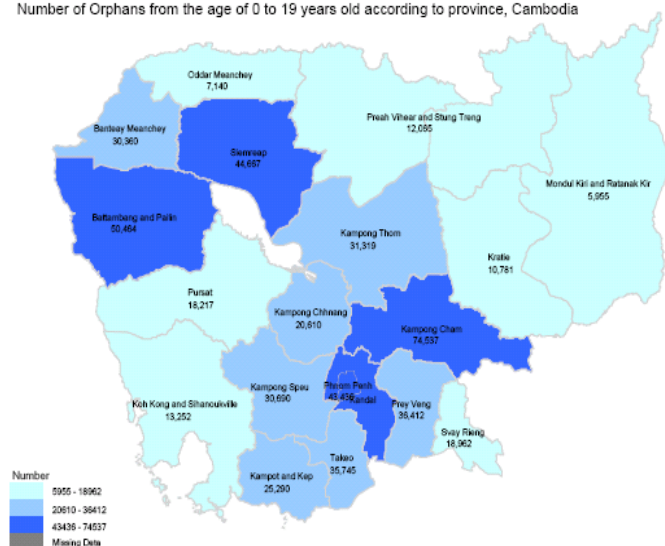 Number of Orphans from the age of 0 to 19 years old according to province, Cambodia
Oddar Meanchey
7,140
Banteay Meanchey
30,360
Siemreap
44,667
Preah Vihear and Stung Treng
12,065
Mondul Kiri and Ratanak Kir
5,955
Battambang and Pailin
50,464
Kampong Thom
31,319
Kratie
10,781
Pursat
18,217
Kampong Chhnang
20,610
Kampong Cham
74,537
Kampong Speu
30,690
Phnom Penh
43,436
Kandal
Prey Veng
36,412
Koh Kong and Sihanoukville
13,252
Svay Rieng
18,962
Takeo
35,745
Kampot and Kep
25,290
Number
5955 - 18962
20610 - 36412
43436 - 74537
Missing Data